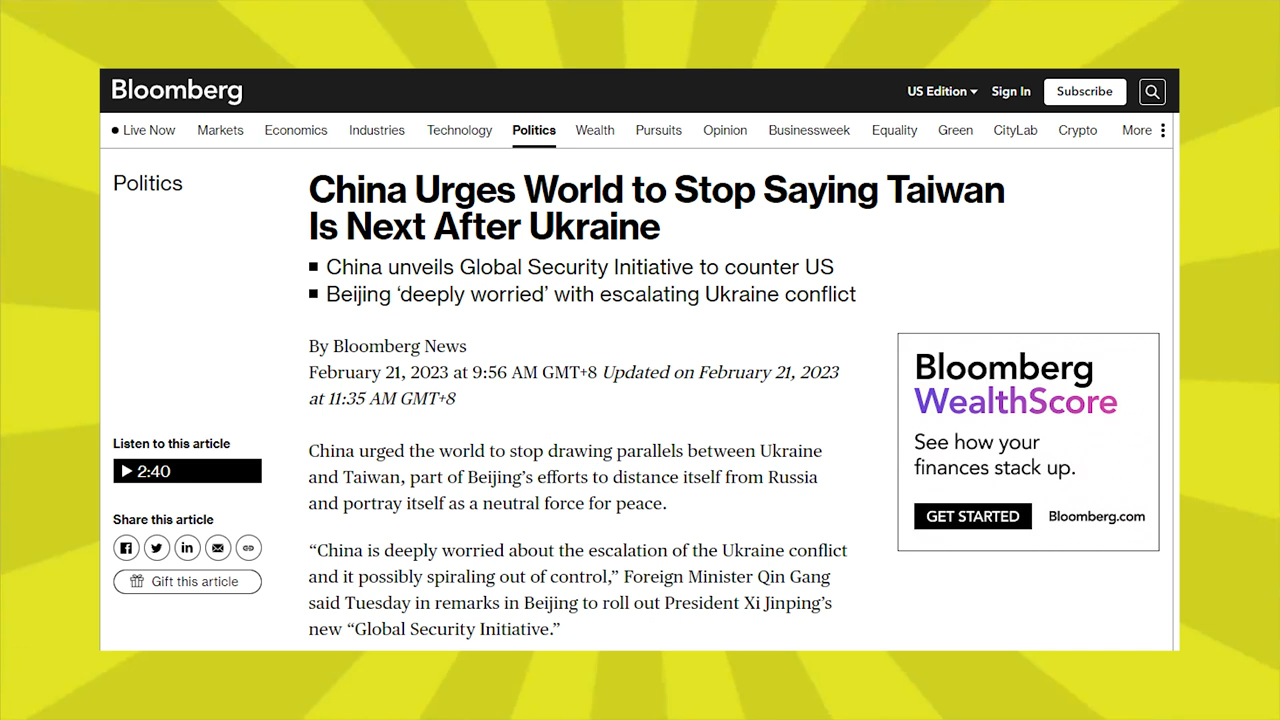 Bloomberg
US Edition
Sign In
Subscribe
Live Now
Markets
Economics
Industries
Technology
Politics
Wealth
Pursuits
Opinion
Businessweek
Equality
Green
CityLab
Crypto
More
Politics
China Urges World to Stop Saying Taiwan
Is Next After Ukraine
■ China unveils Global Security Initiative to counter US
■ Beijing ‘deeply worried’ with escalating Ukraine conflict
By Bloomberg News
February 21, 2023 at 9:56 AM GMT+8 Updated on February 21, 2023
at 11:35 AM GMT+8
Listen to this article
2:40
Share this article
Gift this article
China urged the world to stop drawing parallels between Ukraine
and Taiwan, part of Beijing’s efforts to distance itself from Russia
and portray itself as a neutral force for peace.
“China is deeply worried about the escalation of the Ukraine conflict
and it possibly spiraling out of control,” Foreign Minister Qin Gang
said Tuesday in remarks in Beijing to roll out President Xi Jinping’s
new “Global Security Initiative.”
Bloomberg
WealthScore
See how your
finances stack up.
GET STARTED
Bloomberg.com